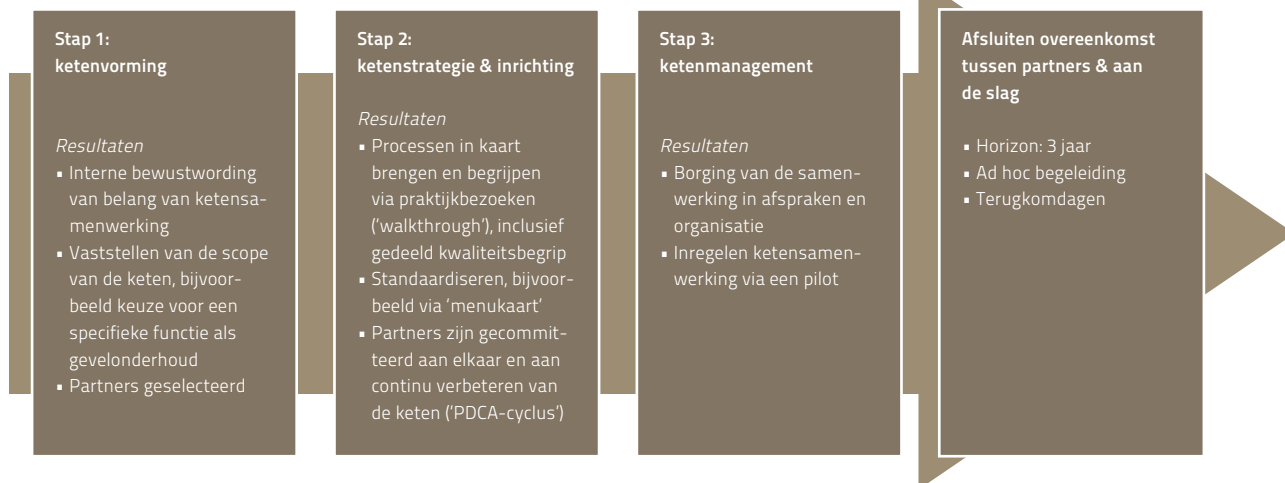 Stap 1:
ketenvorming
Resultaten
▪ Interne bewustwording
van belang van ketensa-
menwerking
▪ Vaststellen van de scope
van de keten, bijvoor-
beeld keuze voor een
specifieke functie als
gevelonderhoud
▪ Partners geselecteerd
Stap 2:
ketenstrategie & inrichting
Resultaten
▪ Processen in kaart
brengen en begrijpen
via praktijkbezoeken
('walkthrough'), inclusief
gedeeld kwaliteitsbegrip
▪ Standaardiseren, bijvoor-
beeld via 'menukaart'
▪ Partners zijn gecommit-
teerd aan elkaar en aan
continu verbeteren van
de keten ('PDCA-cyclus')
Stap 3:
ketenmanagement
Resultaten
▪ Borging van de samen-
werking in afspraken en
organisatie
▪ Inregelen ketensamen-
werking via een pilot
Afsluiten overeenkomst
tussen partners & aan
de slag
▪ Horizon: 3 jaar
▪ Ad hoc begeleiding
▪ Terugkomdagen